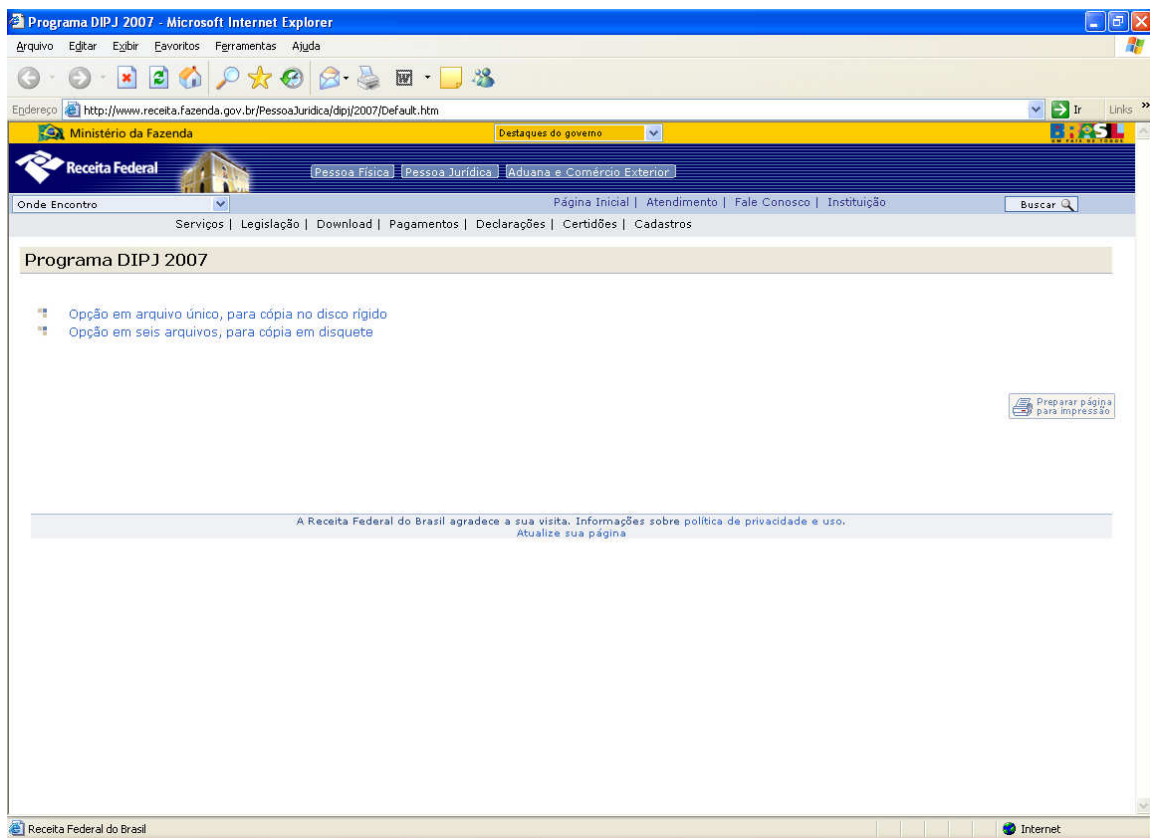 Programa DIPJ 2007 - Microsoft Internet Explorer
Arquivo Editar Exibir Favoritos Ferramentas Ajuda
Endereço http://www.receita.fazenda.gov.br/PessoaJuridica/dipj/2007/Default.htm Ir Links »
Ministério da Fazenda Destaques do governo BRASIL
UM PAÍS DE TODOS
Receita Federal Pessoa Física Pessoa Jurídica Aduana e Comércio Exterior
Onde Encontro Página Inicial | Atendimento | Fale Conosco | Instituição Buscar
Serviços | Legislação | Download | Pagamentos | Declarações | Certidões | Cadastros
Programa DIPJ 2007
Opção em arquivo único, para cópia no disco rígido
Opção em seis arquivos, para cópia em disquete
Preparar página
para impressão
A Receita Federal do Brasil agradece a sua visita. Informações sobre política de privacidade e uso.
Atualize sua página
Receita Federal do Brasil Internet